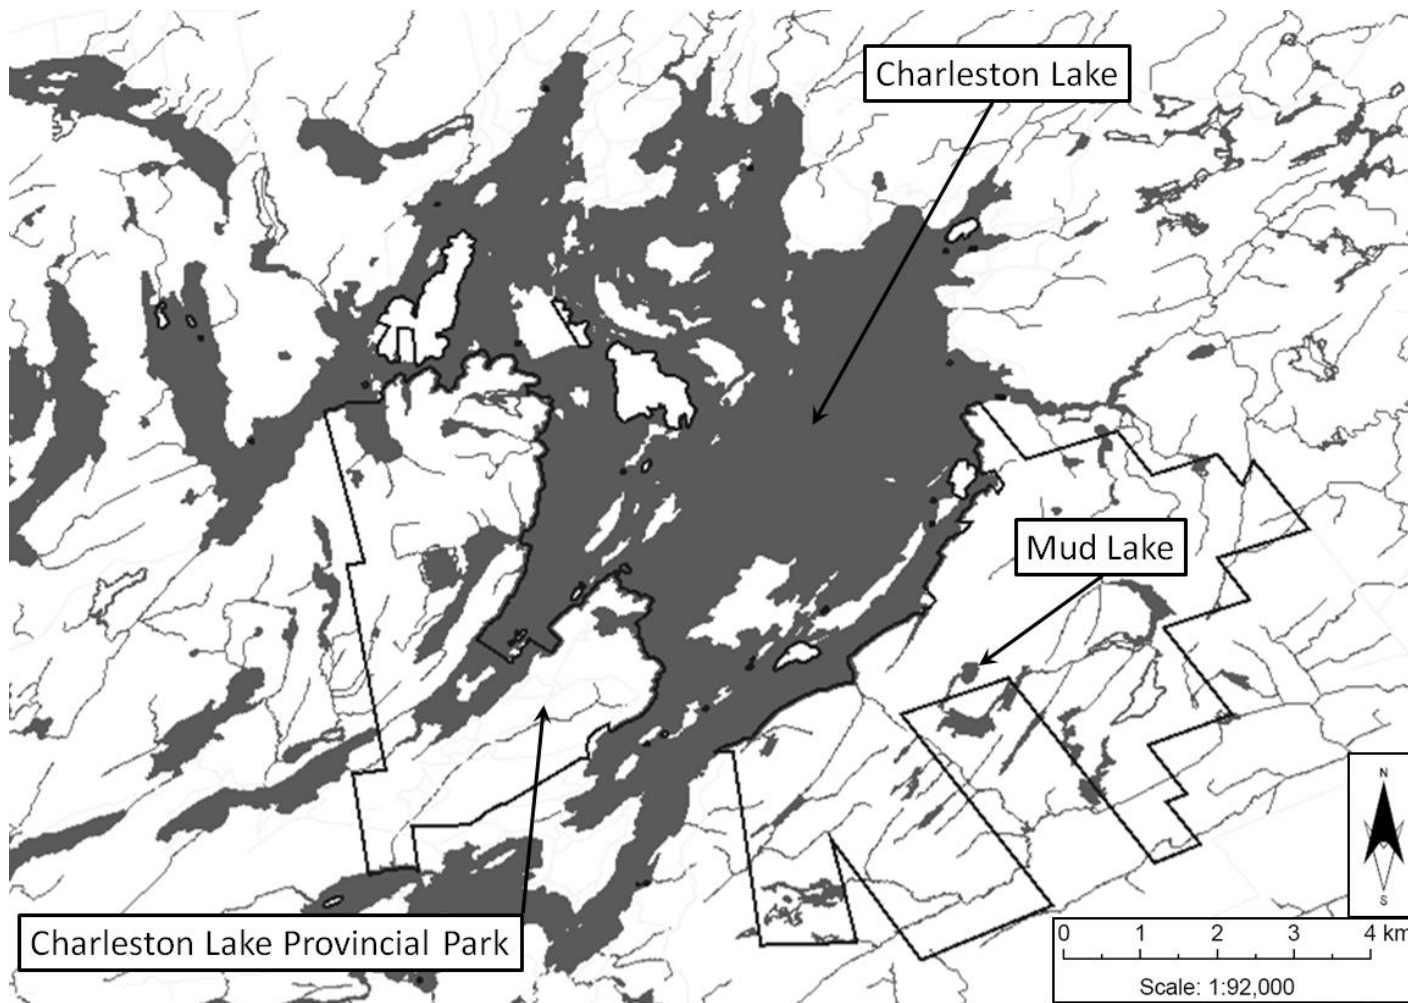 Charleston Lake
Mud Lake
Charleston Lake Provincial Park
N
S
0 1 2 3 4 km
Scale: 1:92,000